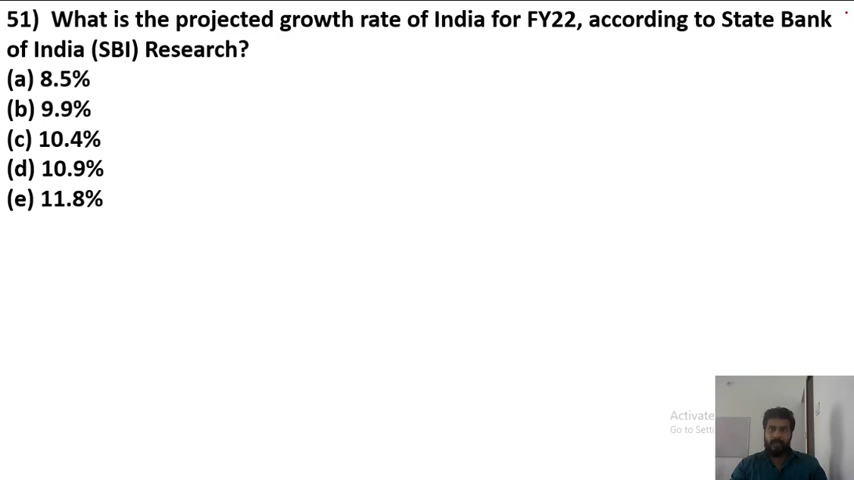 51) What is the projected growth rate of India for FY22, according to State Bank
of India (SBI) Research?
(a) 8.5%
(b) 9.9%
(c) 10.4%
(d) 10.9%
(e) 11.8%
Activate
Go to Setti